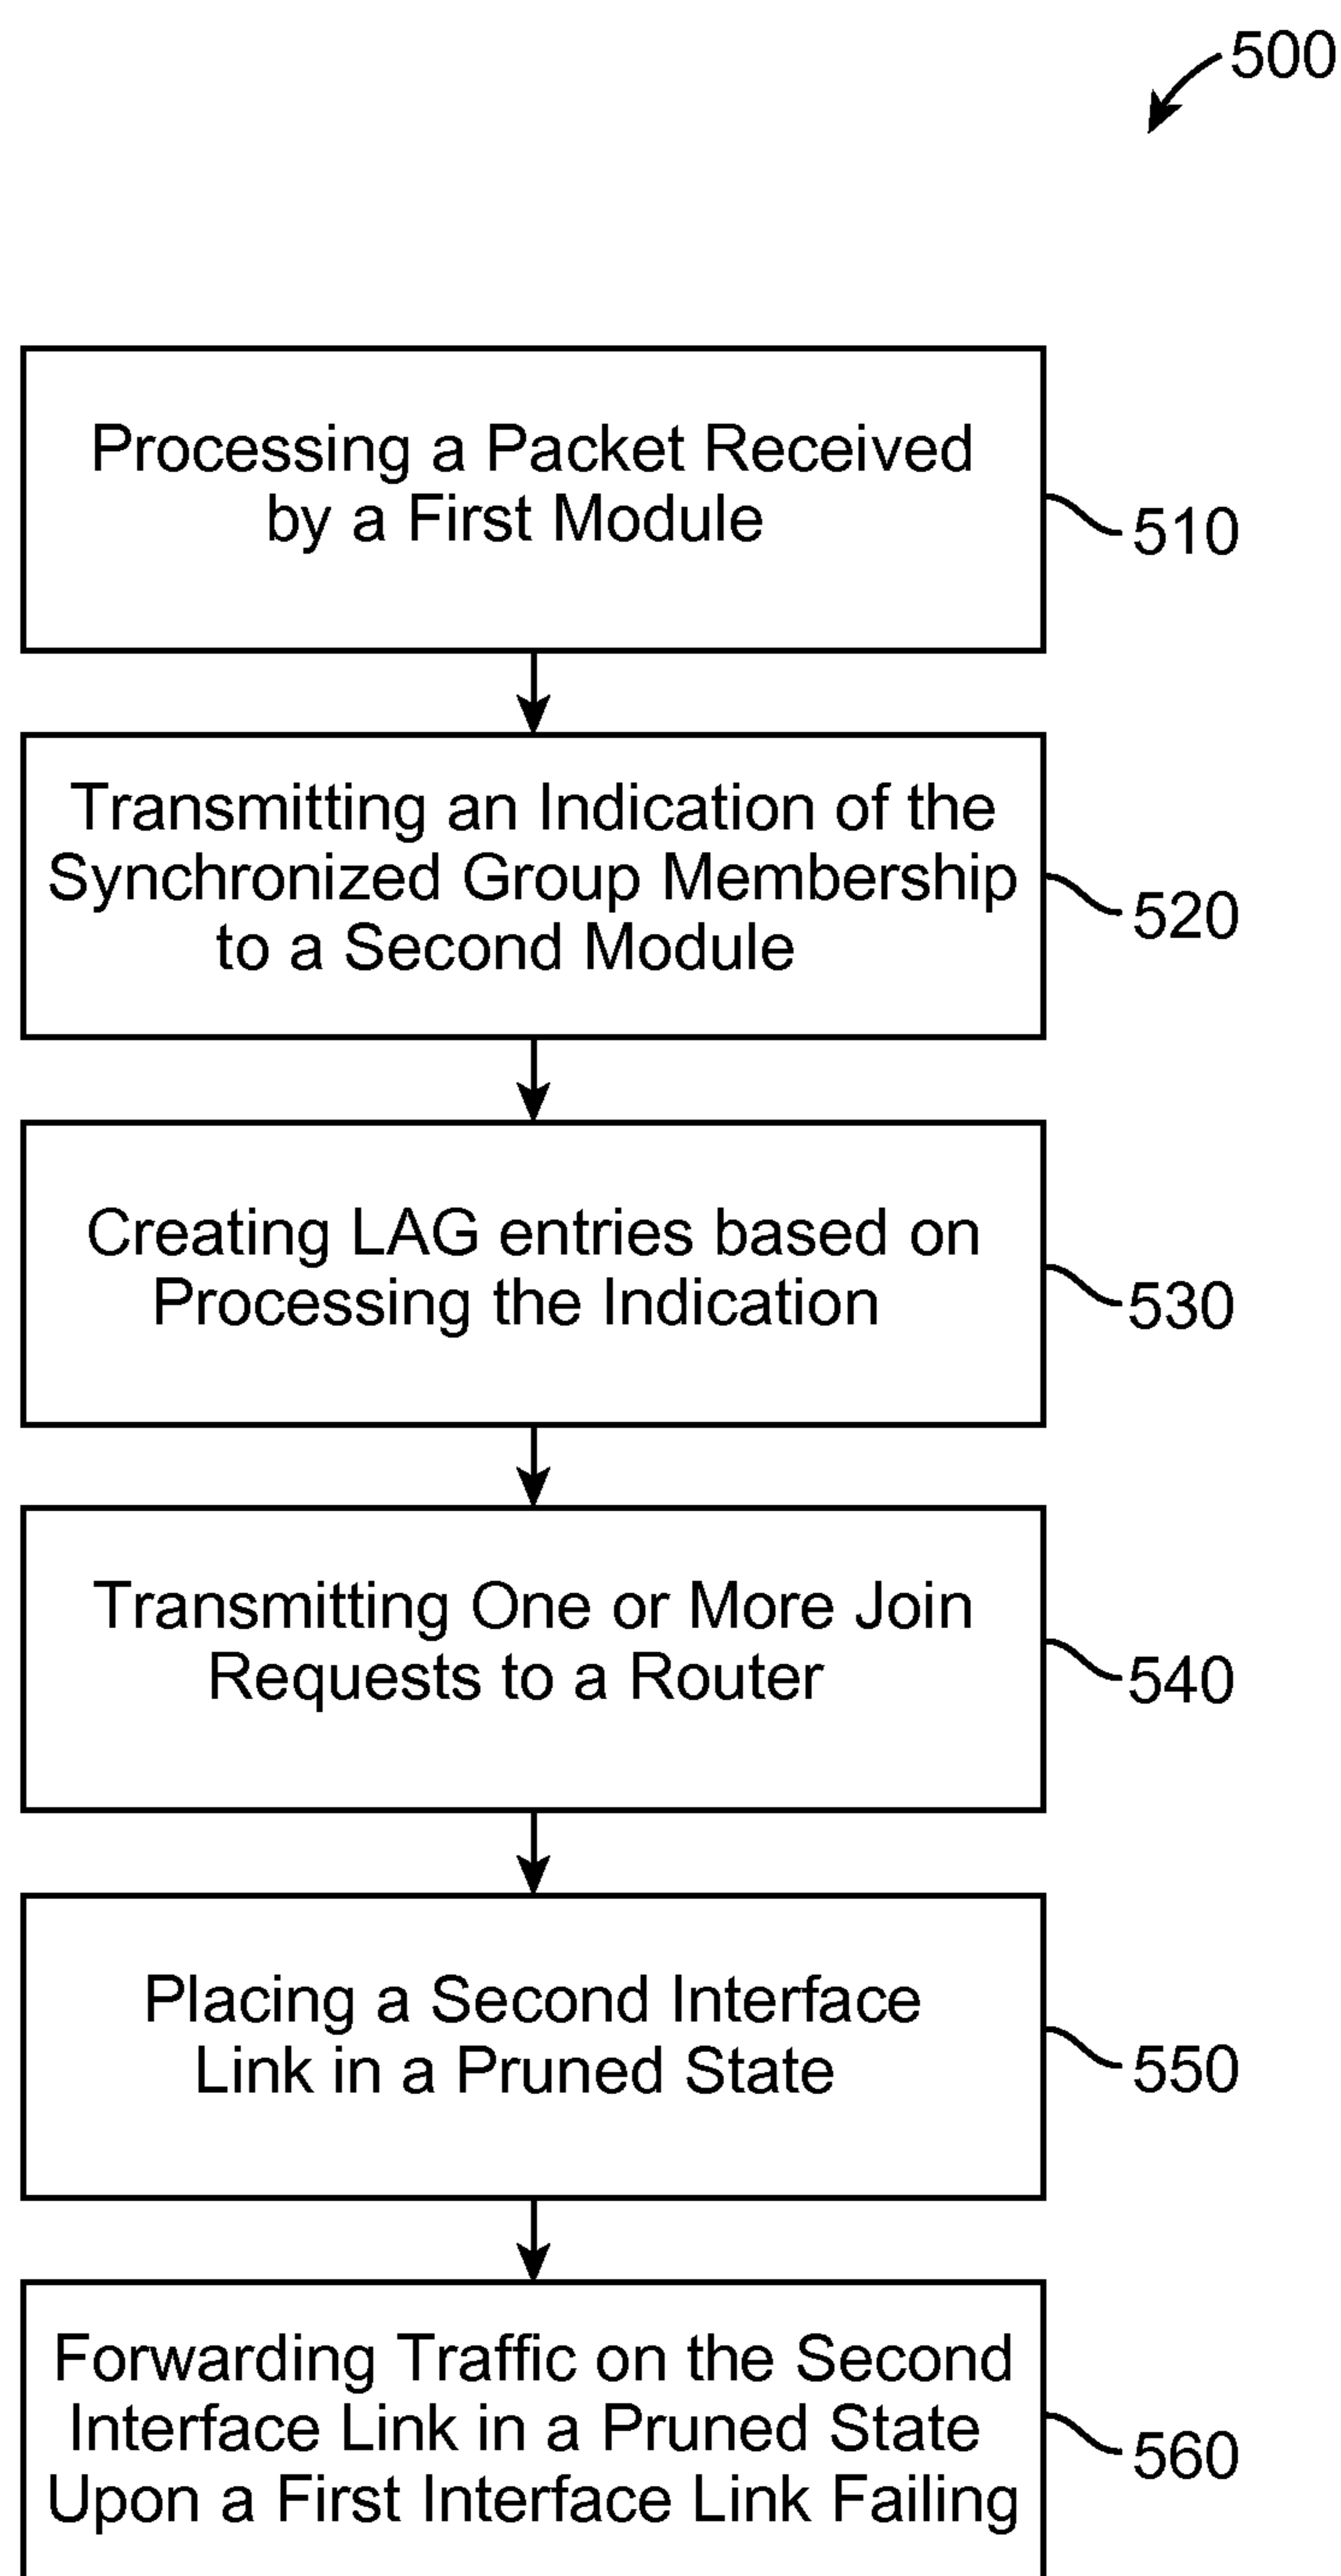 500
Processing a Packet Received
by a First Module
510
Transmitting an Indication of the
Synchronized Group Membership
to a Second Module
520
Creating LAG entries based on
Processing the Indication
530
Transmitting One or More Join
Requests to a Router
540
Placing a Second Interface
Link in a Pruned State
550
Forwarding Traffic on the Second
Interface Link in a Pruned State
Upon a First Interface Link Failing
560